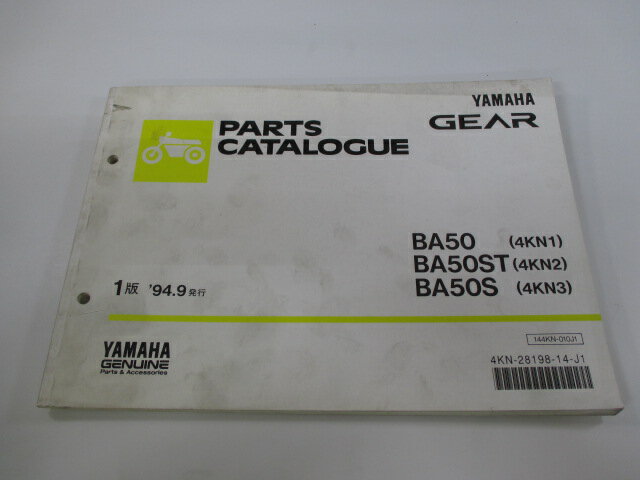 YAMAHA
GEAR
PARTS
CATALOGUE
BA50 (4KN1)
BA50ST (4KN2)
BA50S (4KN3)
1版 '94.9発行
144KN-010J1
YAMAHA
GENUINE
Parts & Accessories
4KN-28198-14-J1